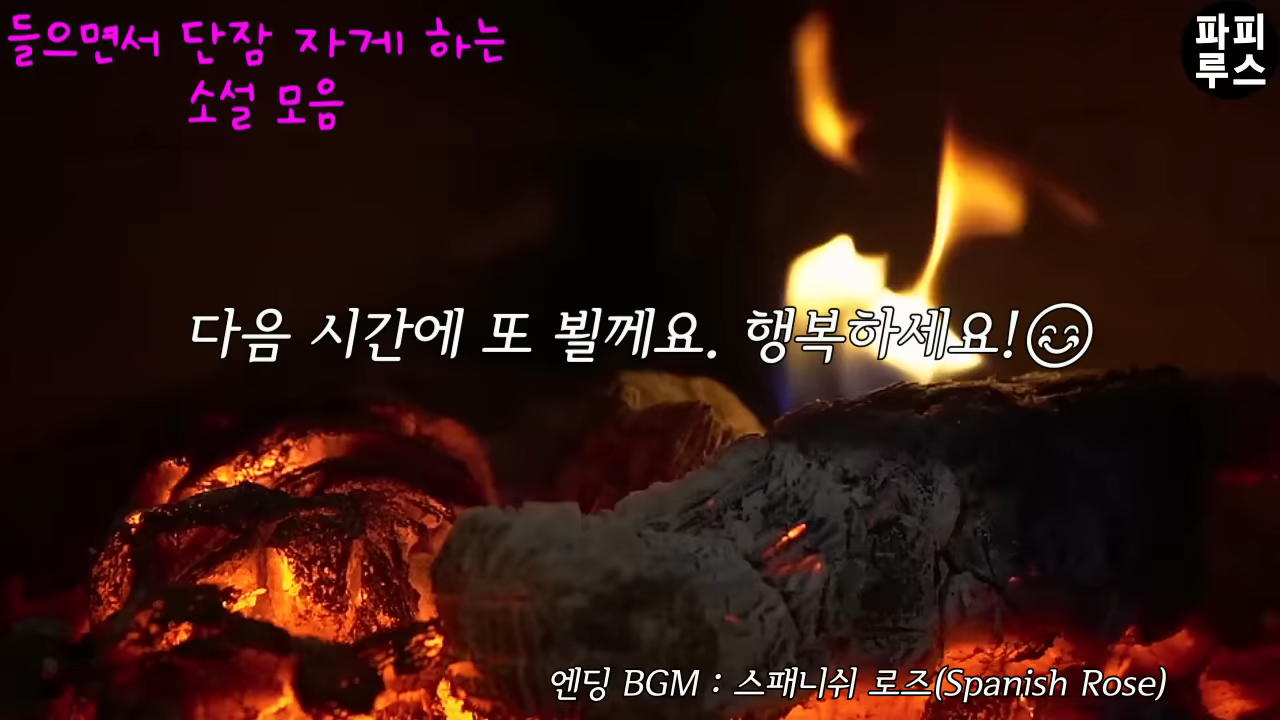 들으면서 단잠 자게 하는
소설 모음
파피
루스
다음 시간에 또 뵐께요. 행복하세요!😊
엔딩 BGM : 스패니쉬 로즈(Spanish Rose)